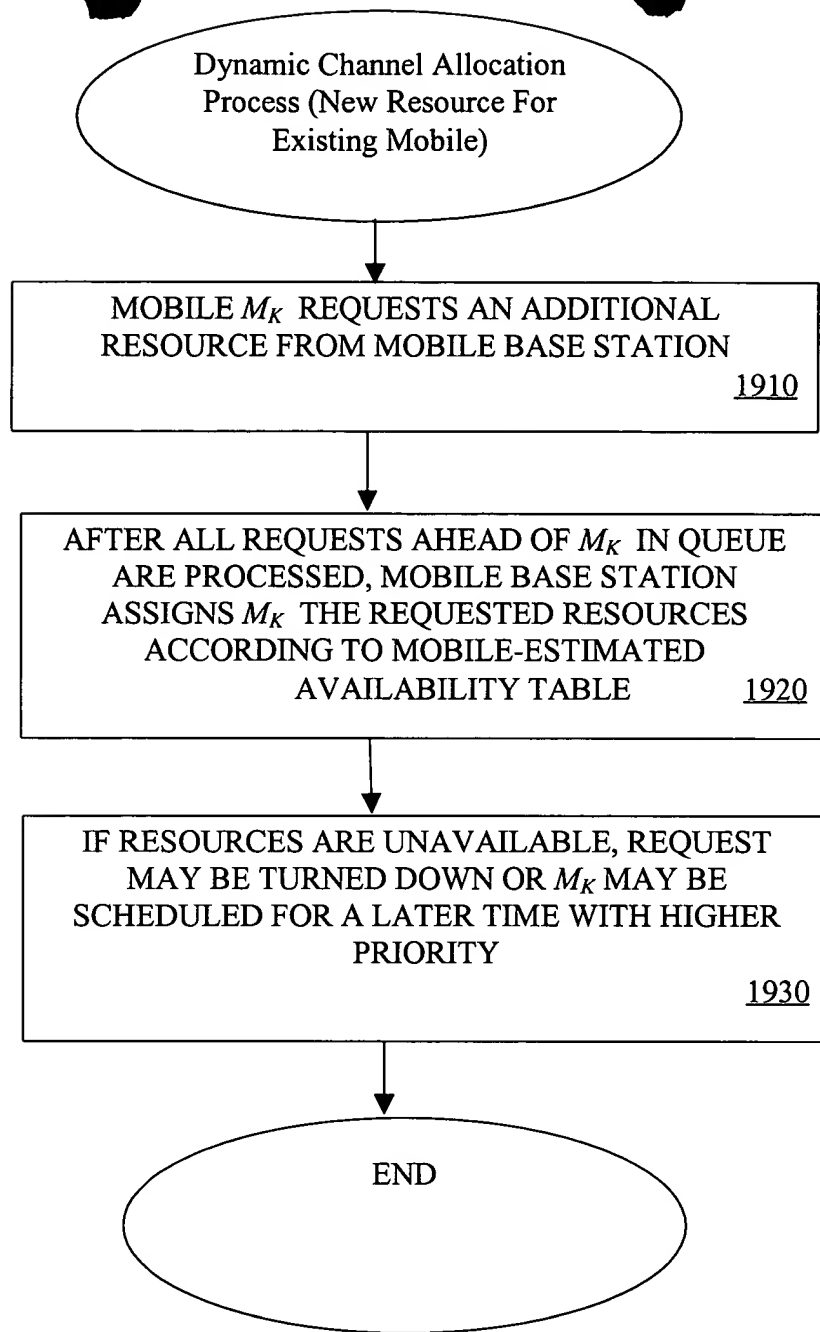 Dynamic Channel Allocation
Process (New Resource For
Existing Mobile)
MOBILE M_K REQUESTS AN ADDITIONAL
RESOURCE FROM MOBILE BASE STATION
1910
AFTER ALL REQUESTS AHEAD OF M_K IN QUEUE
ARE PROCESSED, MOBILE BASE STATION
ASSIGNS M_K THE REQUESTED RESOURCES
ACCORDING TO MOBILE-ESTIMATED
AVAILABILITY TABLE 1920
IF RESOURCES ARE UNAVAILABLE, REQUEST
MAY BE TURNED DOWN OR M_K MAY BE
SCHEDULED FOR A LATER TIME WITH HIGHER
PRIORITY
1930
END